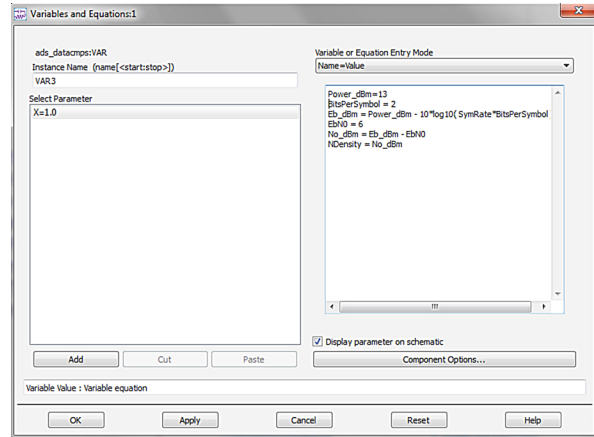 Variables and Equations:1
ads_datacmps:VAR
Instance Name (name[<start:stop>])
VAR3
Select Parameter
X=1.0
Variable or Equation Entry Mode
Name=Value
Power_dBm=13
BitsPerSymbol = 2
Eb_dBm = Power_dBm - 10*log10( SymRate*BitsPerSymbol
EbN0 = 6
No_dBm = Eb_dBm - EbN0
NDensity = No_dBm
Display parameter on schematic
Add
Cut
Paste
Component Options...
Variable Value : Variable equation
OK
Apply
Cancel
Reset
Help